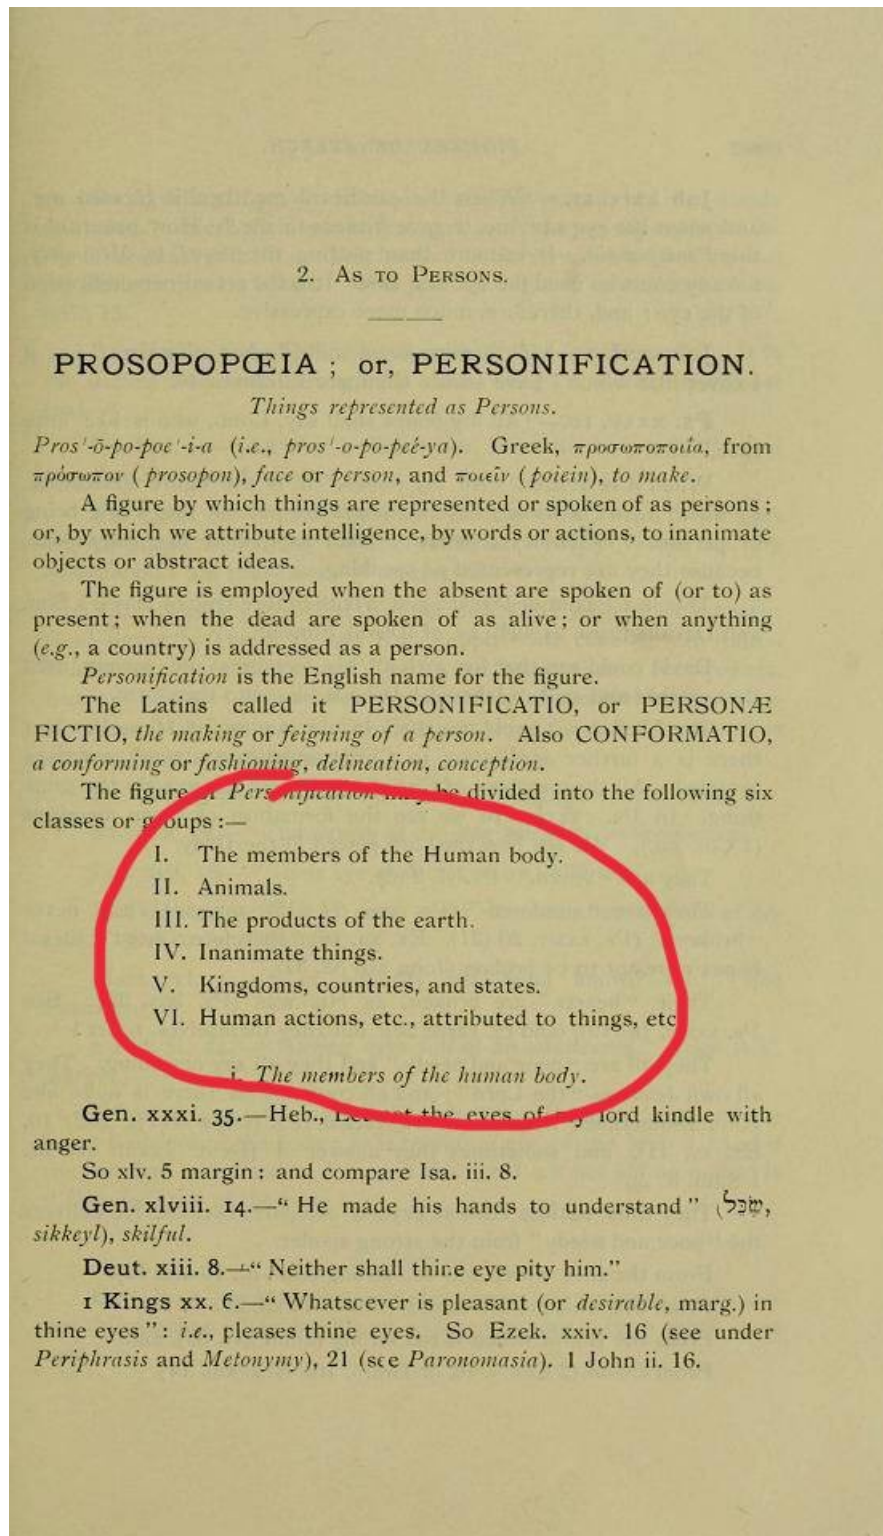 2. As to Persons.
PROSOPOPŒIA ; or, PERSONIFICATION.
Things represented as Persons.
Pros'-ō-po-poe'-i-a (i.e., pros'-o-po-peé-ya). Greek, προσωποποιία, from
πρόσωπον (prosopon), face or person, and ποιεῖν (poiein), to make.
A figure by which things are represented or spoken of as persons ;
or, by which we attribute intelligence, by words or actions, to inanimate
objects or abstract ideas.
The figure is employed when the absent are spoken of (or to) as
present ; when the dead are spoken of as alive ; or when anything
(e.g., a country) is addressed as a person.
Personification is the English name for the figure.
The Latins called it PERSONIFICATIO, or PERSONÆ
FICTIO, the making or feigning of a person. Also CONFORMATIO,
a conforming or fashioning, delineation, conception.
The figure Personification may be divided into the following six
classes or groups :—
I. The members of the Human body.
II. Animals.
III. The products of the earth.
IV. Inanimate things.
V. Kingdoms, countries, and states.
VI. Human actions, etc., attributed to things, etc
i. The members of the human body.
Gen. xxxi. 35.—Heb., Let not the eyes of my lord kindle with
anger.
So xlv. 5 margin : and compare Isa. iii. 8.
Gen. xlviii. 14.—“ He made his hands to understand ” (שִׂכֵּל,
sikkeyl), skilful.
Deut. xiii. 8.—“ Neither shall thine eye pity him.”
1 Kings xx. 6.—“ Whatsoever is pleasant (or desirable, marg.) in
thine eyes ” : i.e., pleases thine eyes. So Ezek. xxiv. 16 (see under
Periphrasis and Metonymy), 21 (see Paronomasia). 1 John ii. 16.